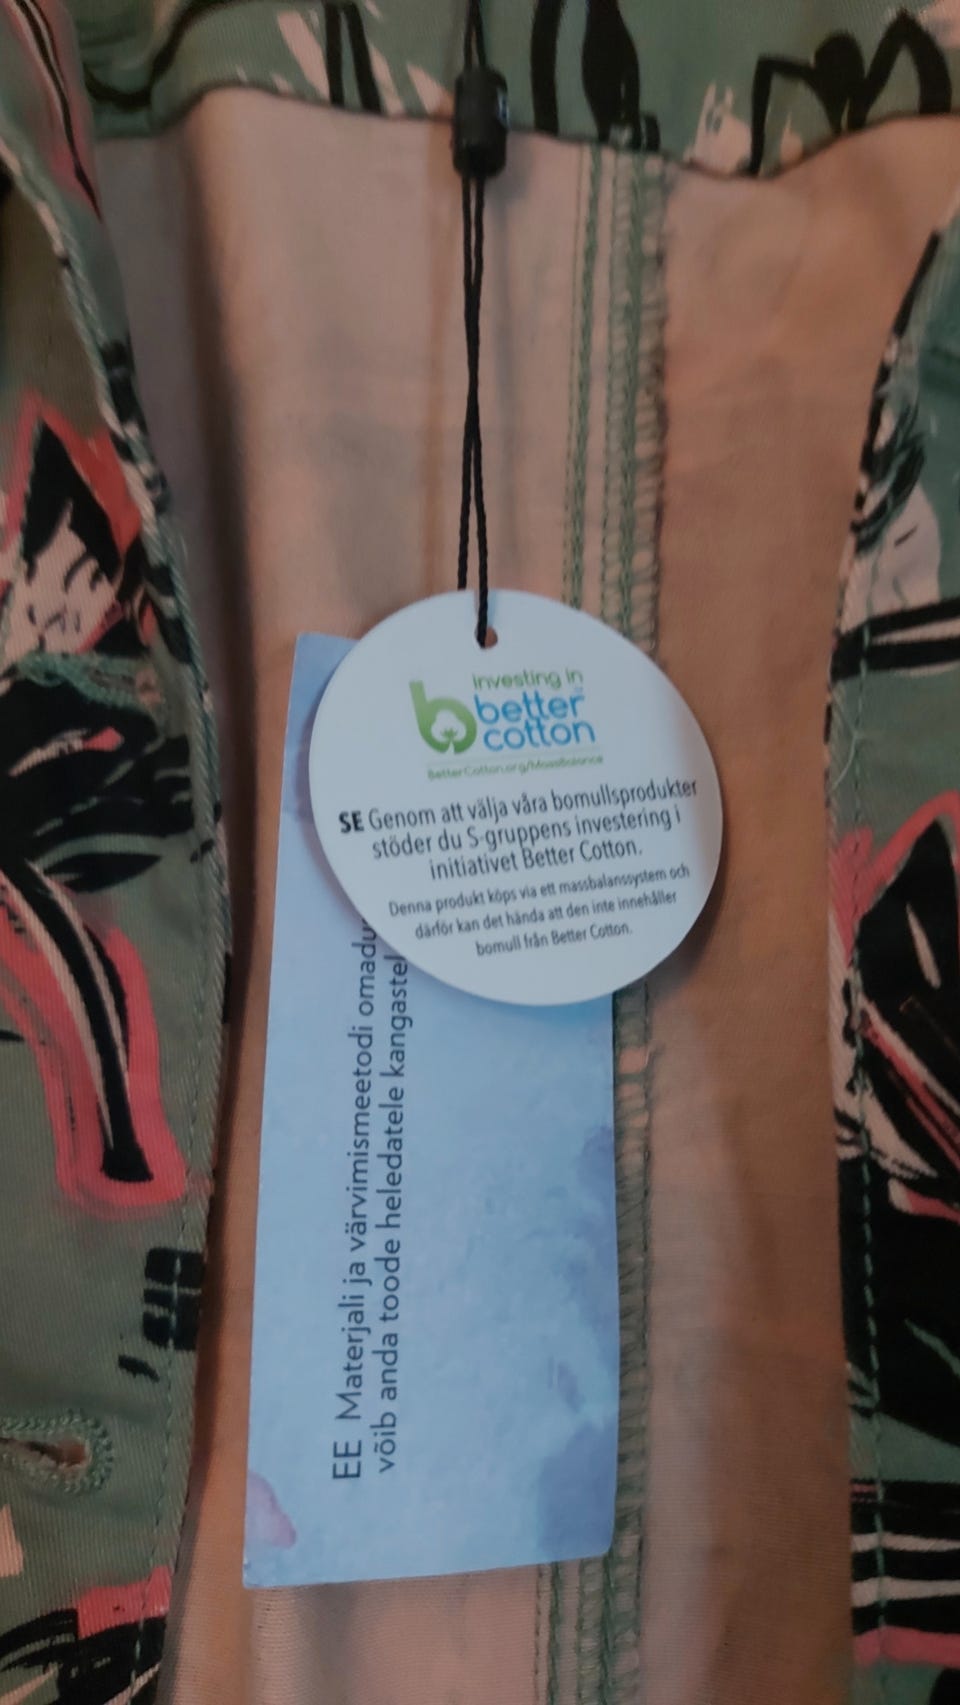 investing in
better
cotton
BetterCotton.org/MassBalance
SE Genom att välja våra bomullsprodukter
stöder du S-gruppens investering i
initiativet Better Cotton.
Denna produkt köps via ett massbalanssystem och
därför kan det hända att den inte innehåller
bomull från Better Cotton.
EE Materjali ja värvimismeetodi omadu
võib anda toode heledatele kangastel